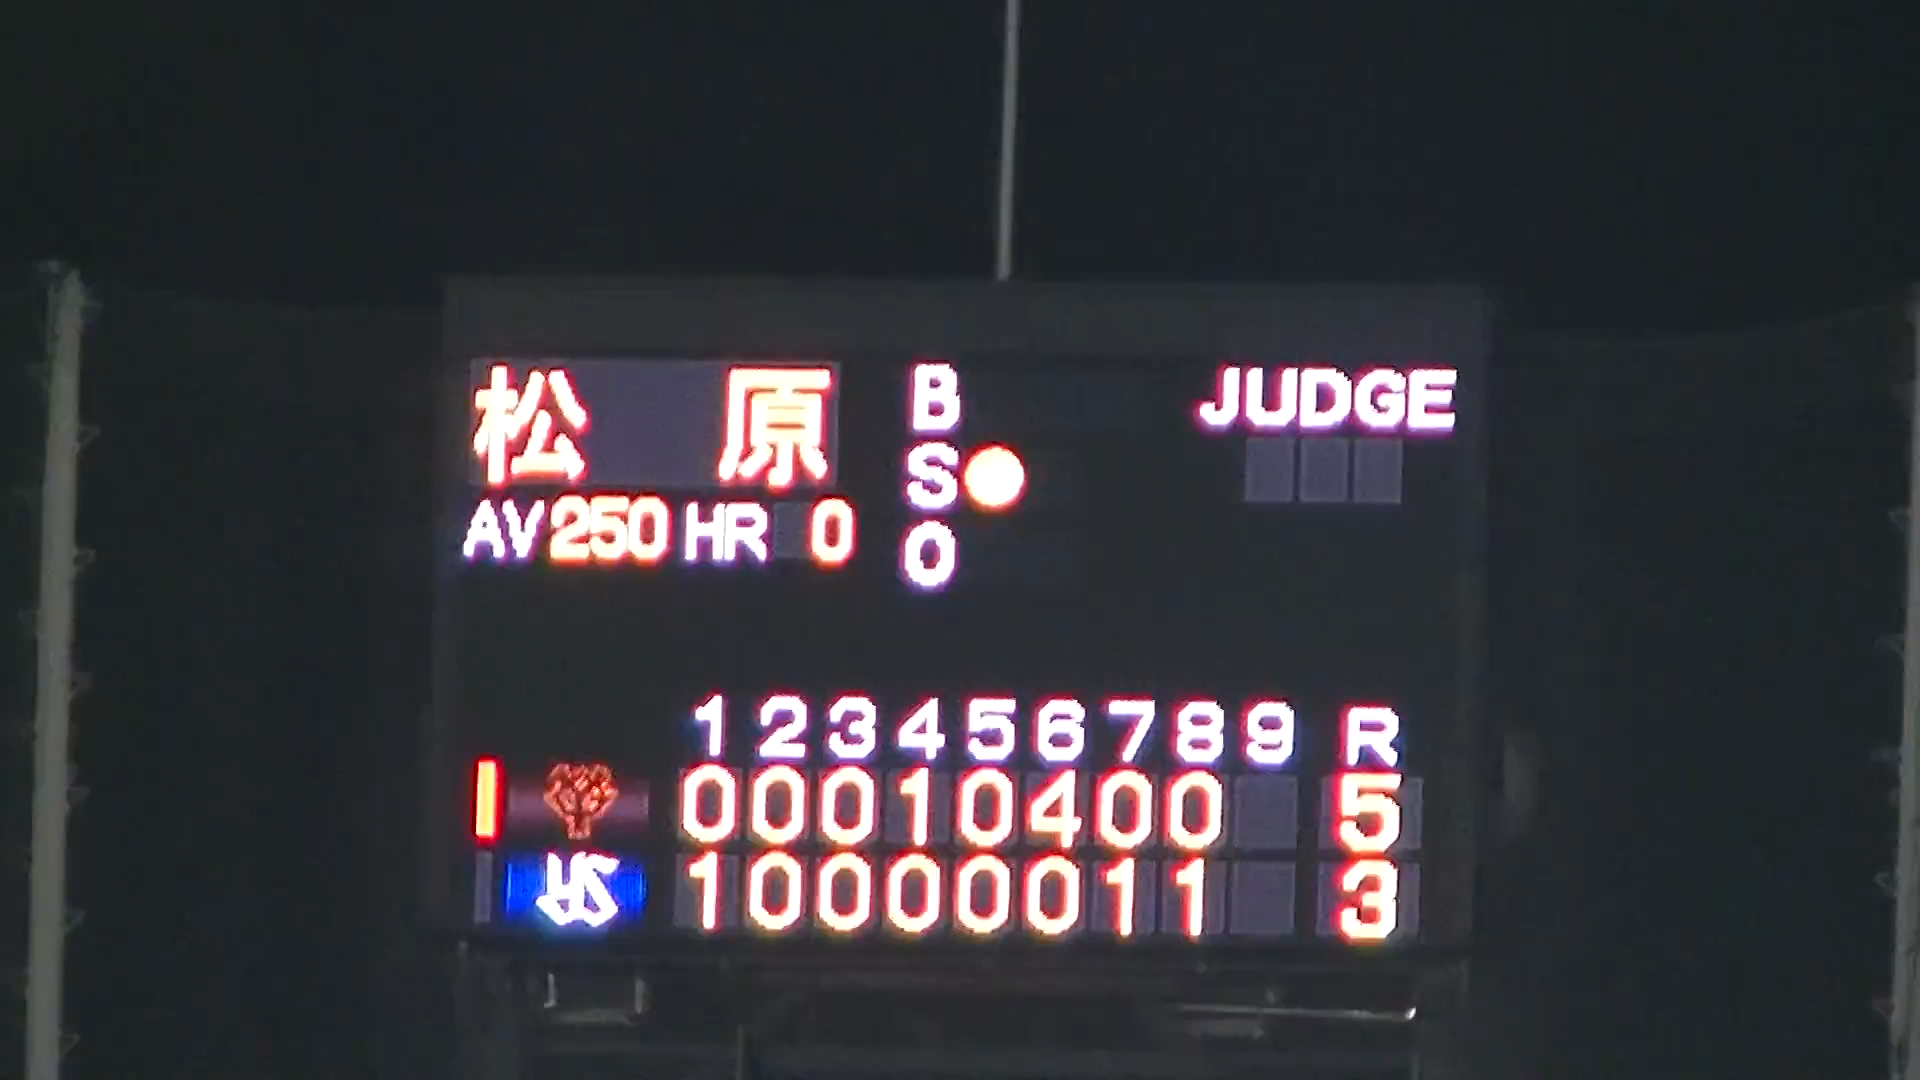 松 原
AV 250 HR 0
B
S
O
JUDGE
1 2 3 4 5 6 7 8 9 R
0 0 0 1 0 4 0 0 5
YS 1 0 0 0 0 0 1 1 3